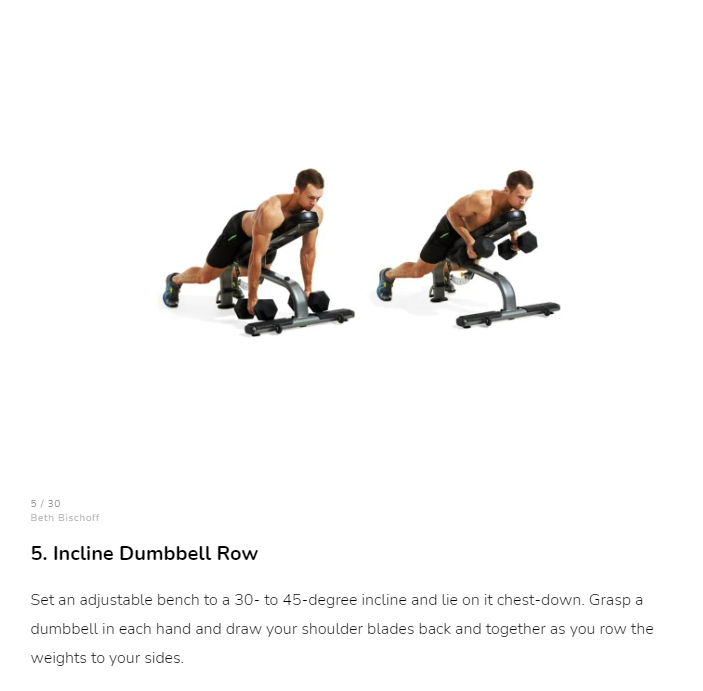 5 / 30
Beth Bischoff
5. Incline Dumbbell Row
Set an adjustable bench to a 30- to 45-degree incline and lie on it chest-down. Grasp a
dumbbell in each hand and draw your shoulder blades back and together as you row the
weights to your sides.